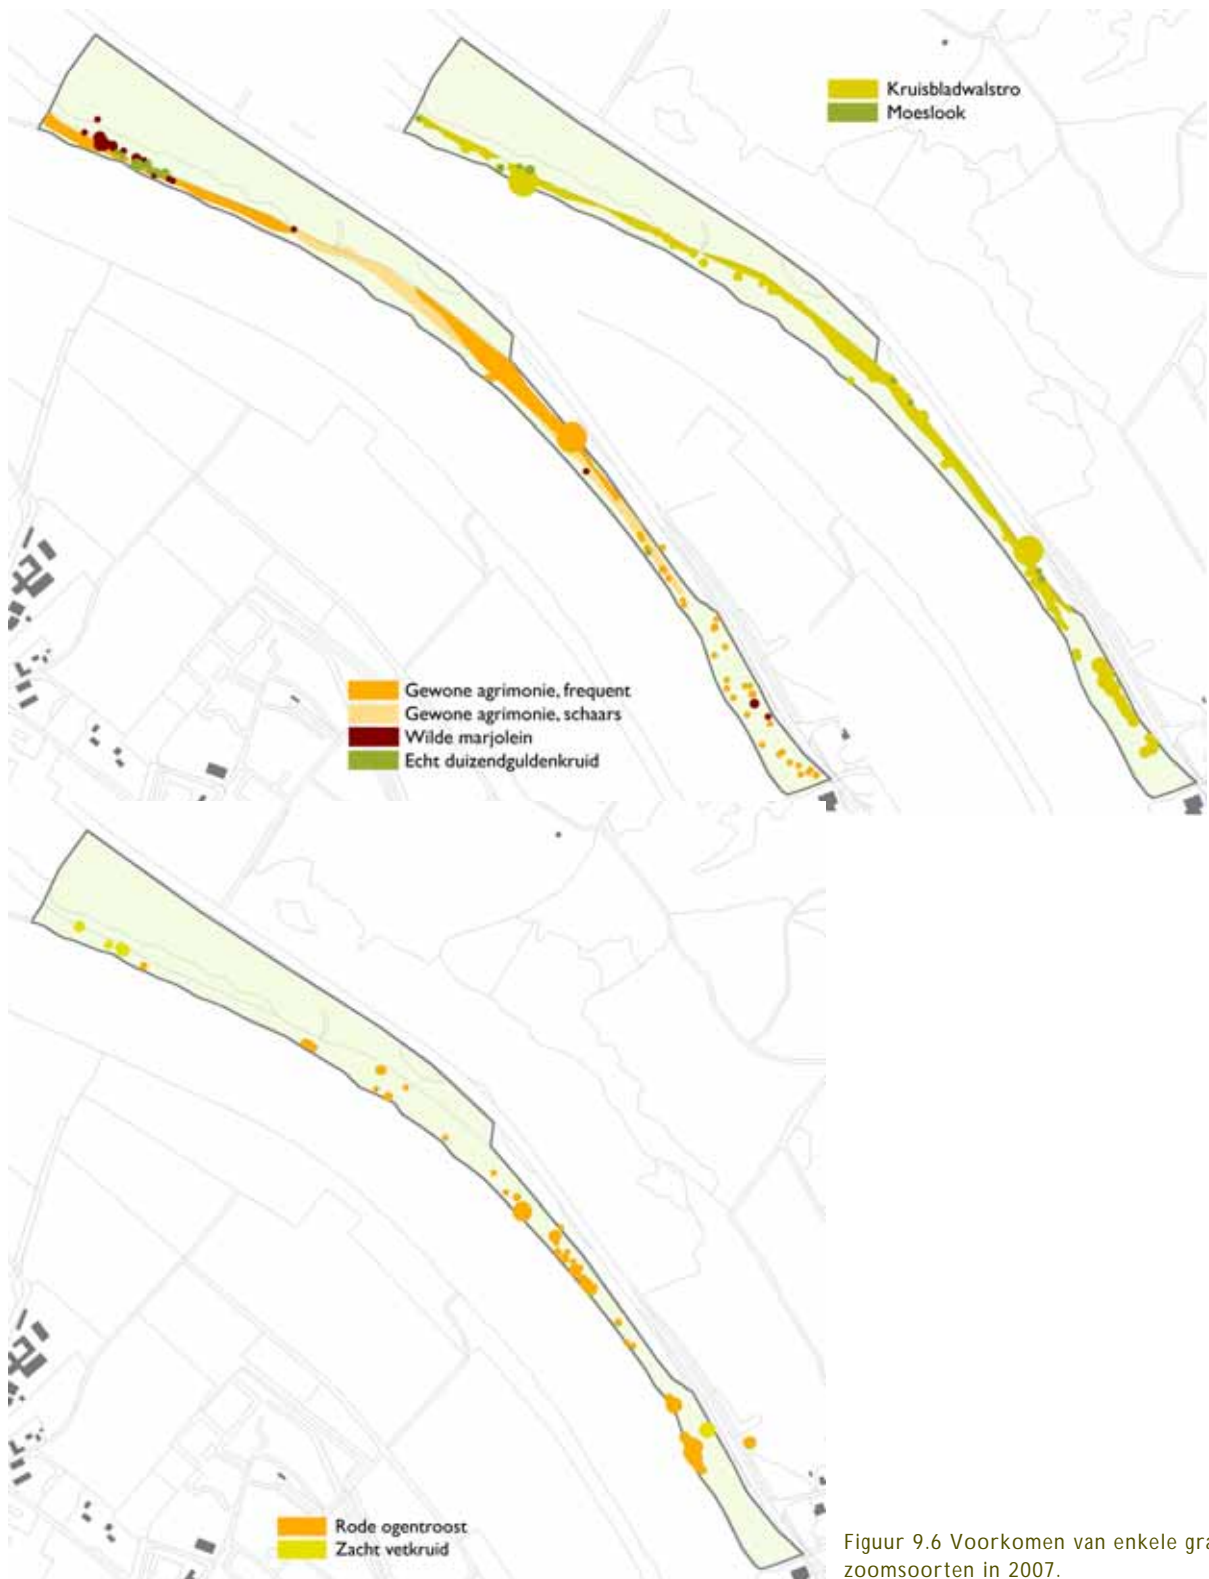 Kruisbladwalstro
Moeslook
Gewone agrimonie, frequent
Gewone agrimonie, schaars
Wilde marjolein
Echt duizendguldenkruid
Rode ogentroost
Zacht vetkruid
Figuur 9.6 Voorkomen van enkele gra
zoomsoorten in 2007.